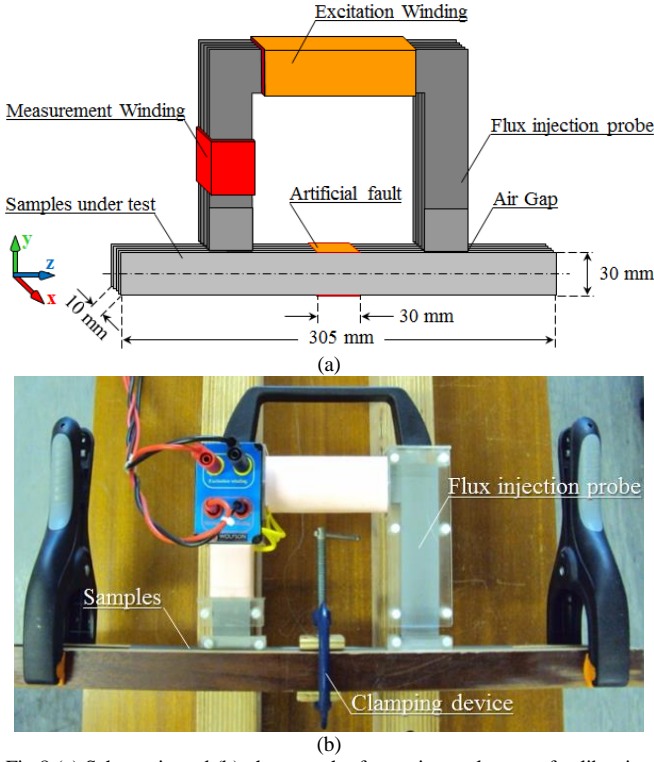 Excitation Winding
Measurement Winding
Flux injection probe
Artificial fault
Samples under test
Air Gap
y
z
x
30 mm
10 mm
30 mm
305 mm
(a)
Excitation winding
WOLFSON
Flux injection probe
Samples
Clamping device
(b)